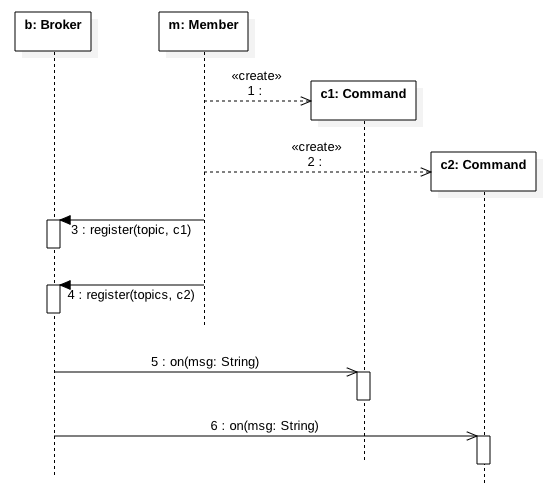 b: Broker
m: Member
«create»
1 :
c1: Command
«create»
2 :
c2: Command
3 : register(topic, c1)
4 : register(topics, c2)
5 : on(msg: String)
6 : on(msg: String)